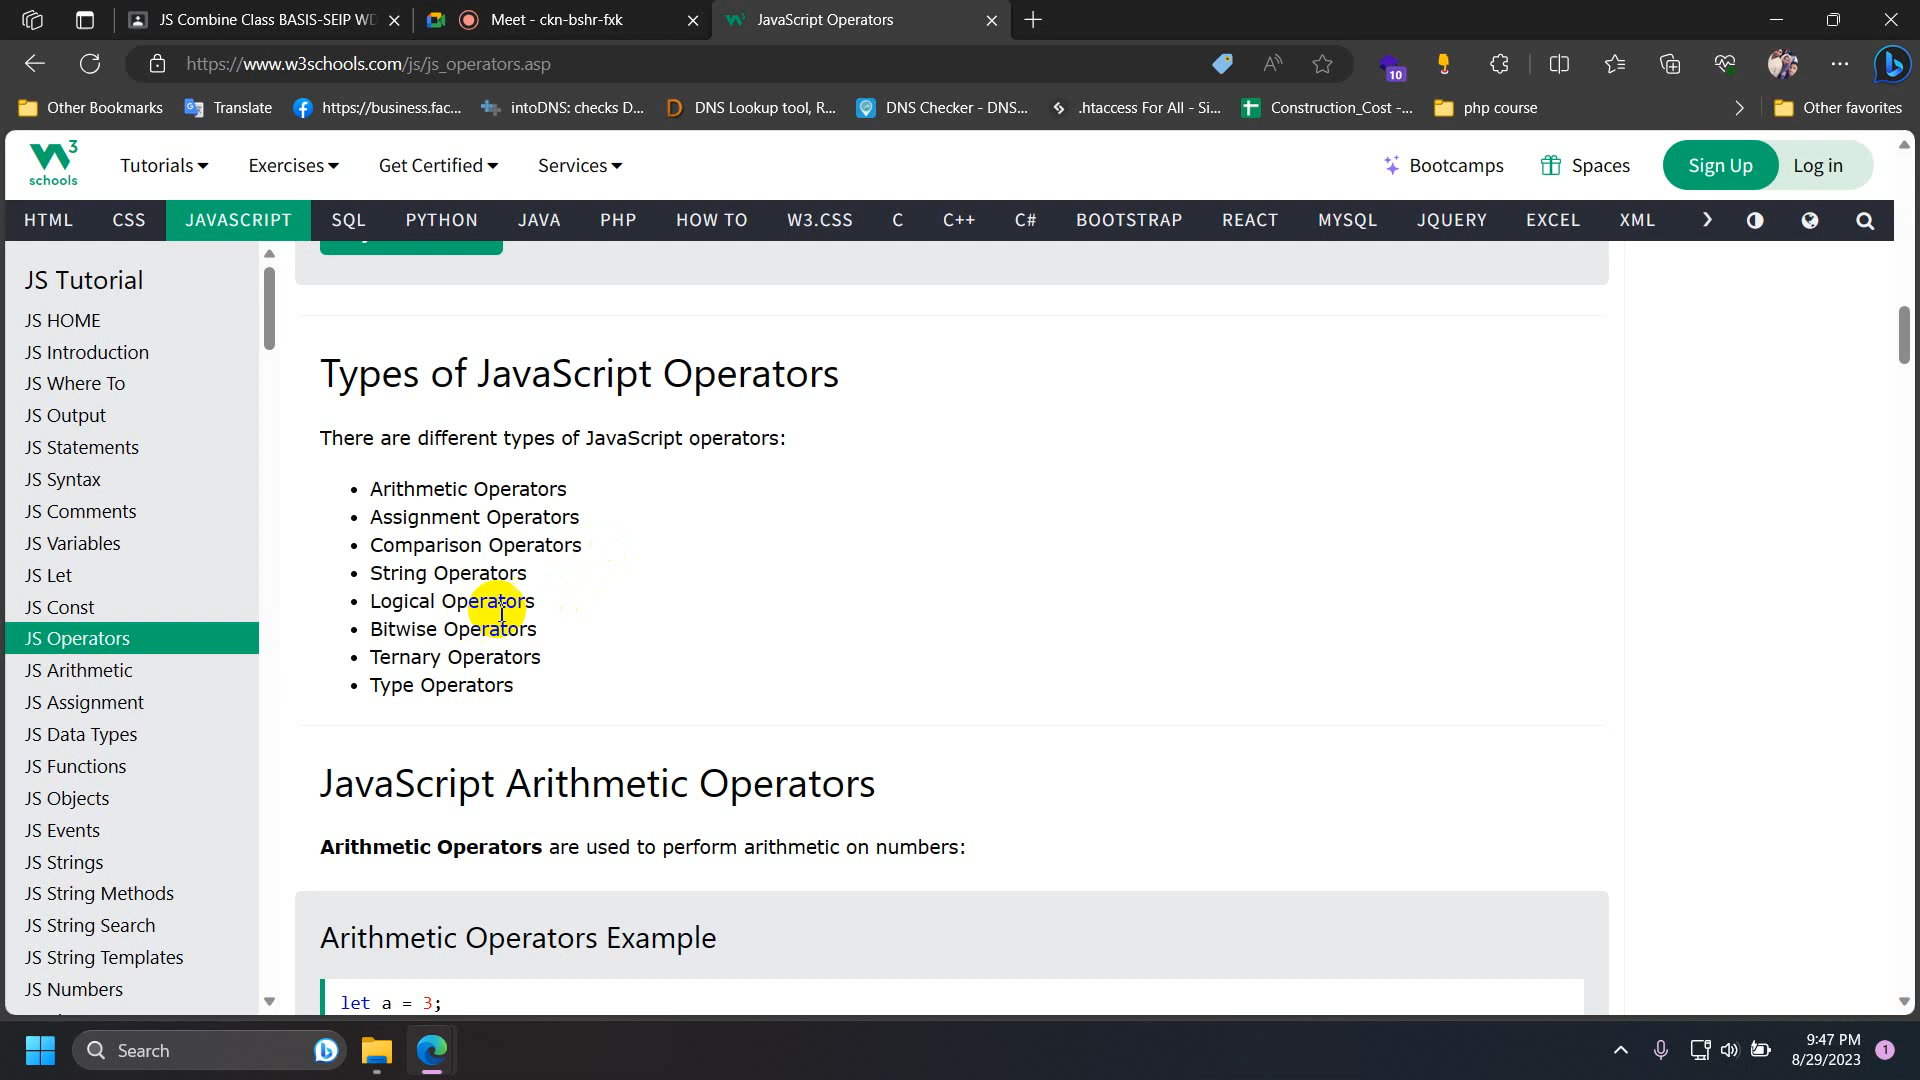 JS Combine Class BASIS-SEIP WD
Meet - ckn-bshr-fxk
JavaScript Operators
https://www.w3schools.com/js/js_operators.asp
10
Other Bookmarks
Translate
https://business.fac...
intoDNS: checks D...
DNS Lookup tool, R...
DNS Checker - DNS...
.htaccess For All - Si...
Construction_Cost -...
php course
Other favorites
W3 schools
Tutorials
Exercises
Get Certified
Services
Bootcamps
Spaces
Sign Up
Log in
HTML
CSS
JAVASCRIPT
SQL
PYTHON
JAVA
PHP
HOW TO
W3.CSS
C
C++
C#
BOOTSTRAP
REACT
MYSQL
JQUERY
EXCEL
XML
JS Tutorial
JS HOME
JS Introduction
JS Where To
JS Output
JS Statements
JS Syntax
JS Comments
JS Variables
JS Let
JS Const
JS Operators
JS Arithmetic
JS Assignment
JS Data Types
JS Functions
JS Objects
JS Events
JS Strings
JS String Methods
JS String Search
JS String Templates
JS Numbers
Types of JavaScript Operators
There are different types of JavaScript operators:
• Arithmetic Operators
• Assignment Operators
• Comparison Operators
• String Operators
• Logical Operators
• Bitwise Operators
• Ternary Operators
• Type Operators
JavaScript Arithmetic Operators
Arithmetic Operators are used to perform arithmetic on numbers:
Arithmetic Operators Example
let a = 3;
Search
9:47 PM
8/29/2023
1